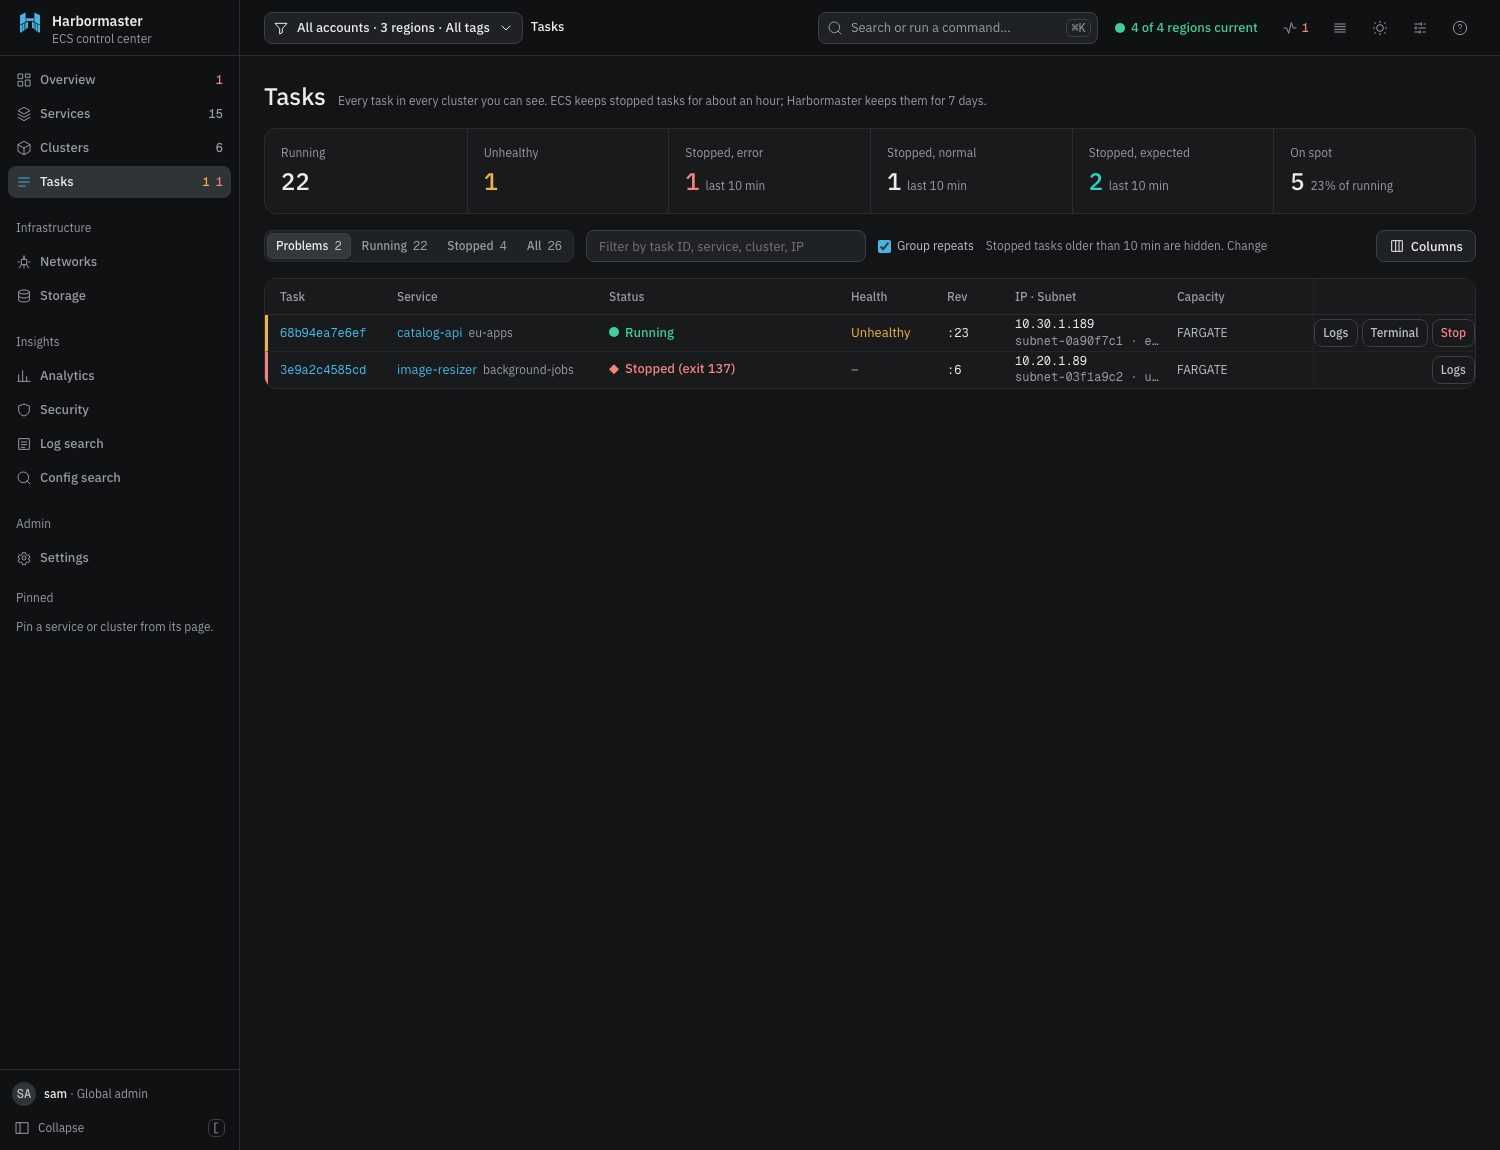 Harbormaster
ECS control center
All accounts · 3 regions · All tags
Tasks
Search or run a command...
⌘K
4 of 4 regions current
1
Overview 1
Services 15
Clusters 6
Tasks 1 1
Infrastructure
Networks
Storage
Insights
Analytics
Security
Log search
Config search
Admin
Settings
Pinned
Pin a service or cluster from its page.
SA sam · Global admin
Collapse [
Tasks Every task in every cluster you can see. ECS keeps stopped tasks for about an hour; Harbormaster keeps them for 7 days.
Running
22
Unhealthy
1
Stopped, error
1 last 10 min
Stopped, normal
1 last 10 min
Stopped, expected
2 last 10 min
On spot
5 23% of running
Problems 2 Running 22 Stopped 4 All 26
Filter by task ID, service, cluster, IP
Group repeats
Stopped tasks older than 10 min are hidden. Change
Columns
Task Service Status Health Rev IP · Subnet Capacity
68b94ea7e6ef catalog-api eu-apps Running Unhealthy :23 10.30.1.189 FARGATE Logs Terminal Stop
subnet-0a90f7c1 · e…
3e9a2c4585cd image-resizer background-jobs Stopped (exit 137) – :6 10.20.1.89 FARGATE Logs
subnet-03f1a9c2 · u…